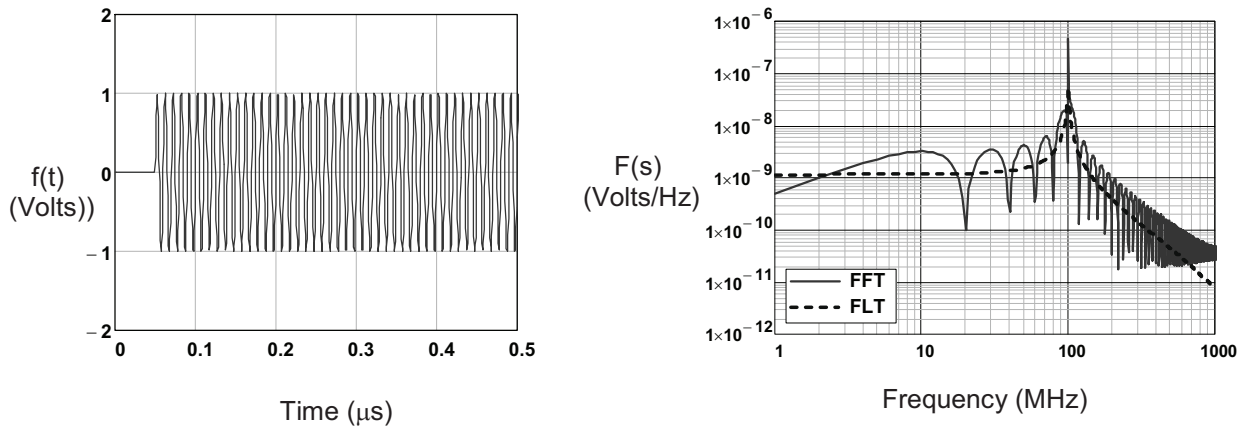 2
1
f(t)
(Volts))
0
−1
−2
0
0.1
0.2
0.3
0.4
0.5
Time (μs)
1×10⁻⁶
1×10⁻⁷
1×10⁻⁸
F(s)
(Volts/Hz)
1×10⁻⁹
1×10⁻¹⁰
1×10⁻¹¹
1×10⁻¹²
FFT
FLT
1
10
100
1000
Frequency (MHz)